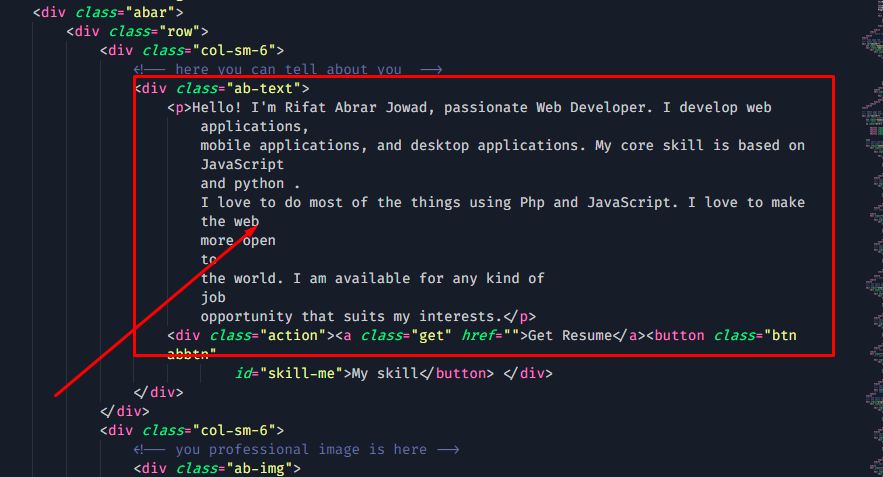 <div class="abar">
<div class="row">
<div class="col-sm-6">
<!-- here you can tell about you -->
<div class="ab-text">
<p>Hello! I'm Rifat Abrar Jowad, passionate Web Developer. I develop web
applications,
mobile applications, and desktop applications. My core skill is based on
JavaScript
and python .
I love to do most of the things using Php and JavaScript. I love to make
the web
more open
to
the world. I am available for any kind of
job
opportunity that suits my interests.</p>
<div class="action"><a class="get" href="">Get Resume</a><button class="btn
abbtn"
id="skill-me">My skill</button> </div>
</div>
</div>
<div class="col-sm-6">
<!-- you professional image is here -->
<div class="ab-img">